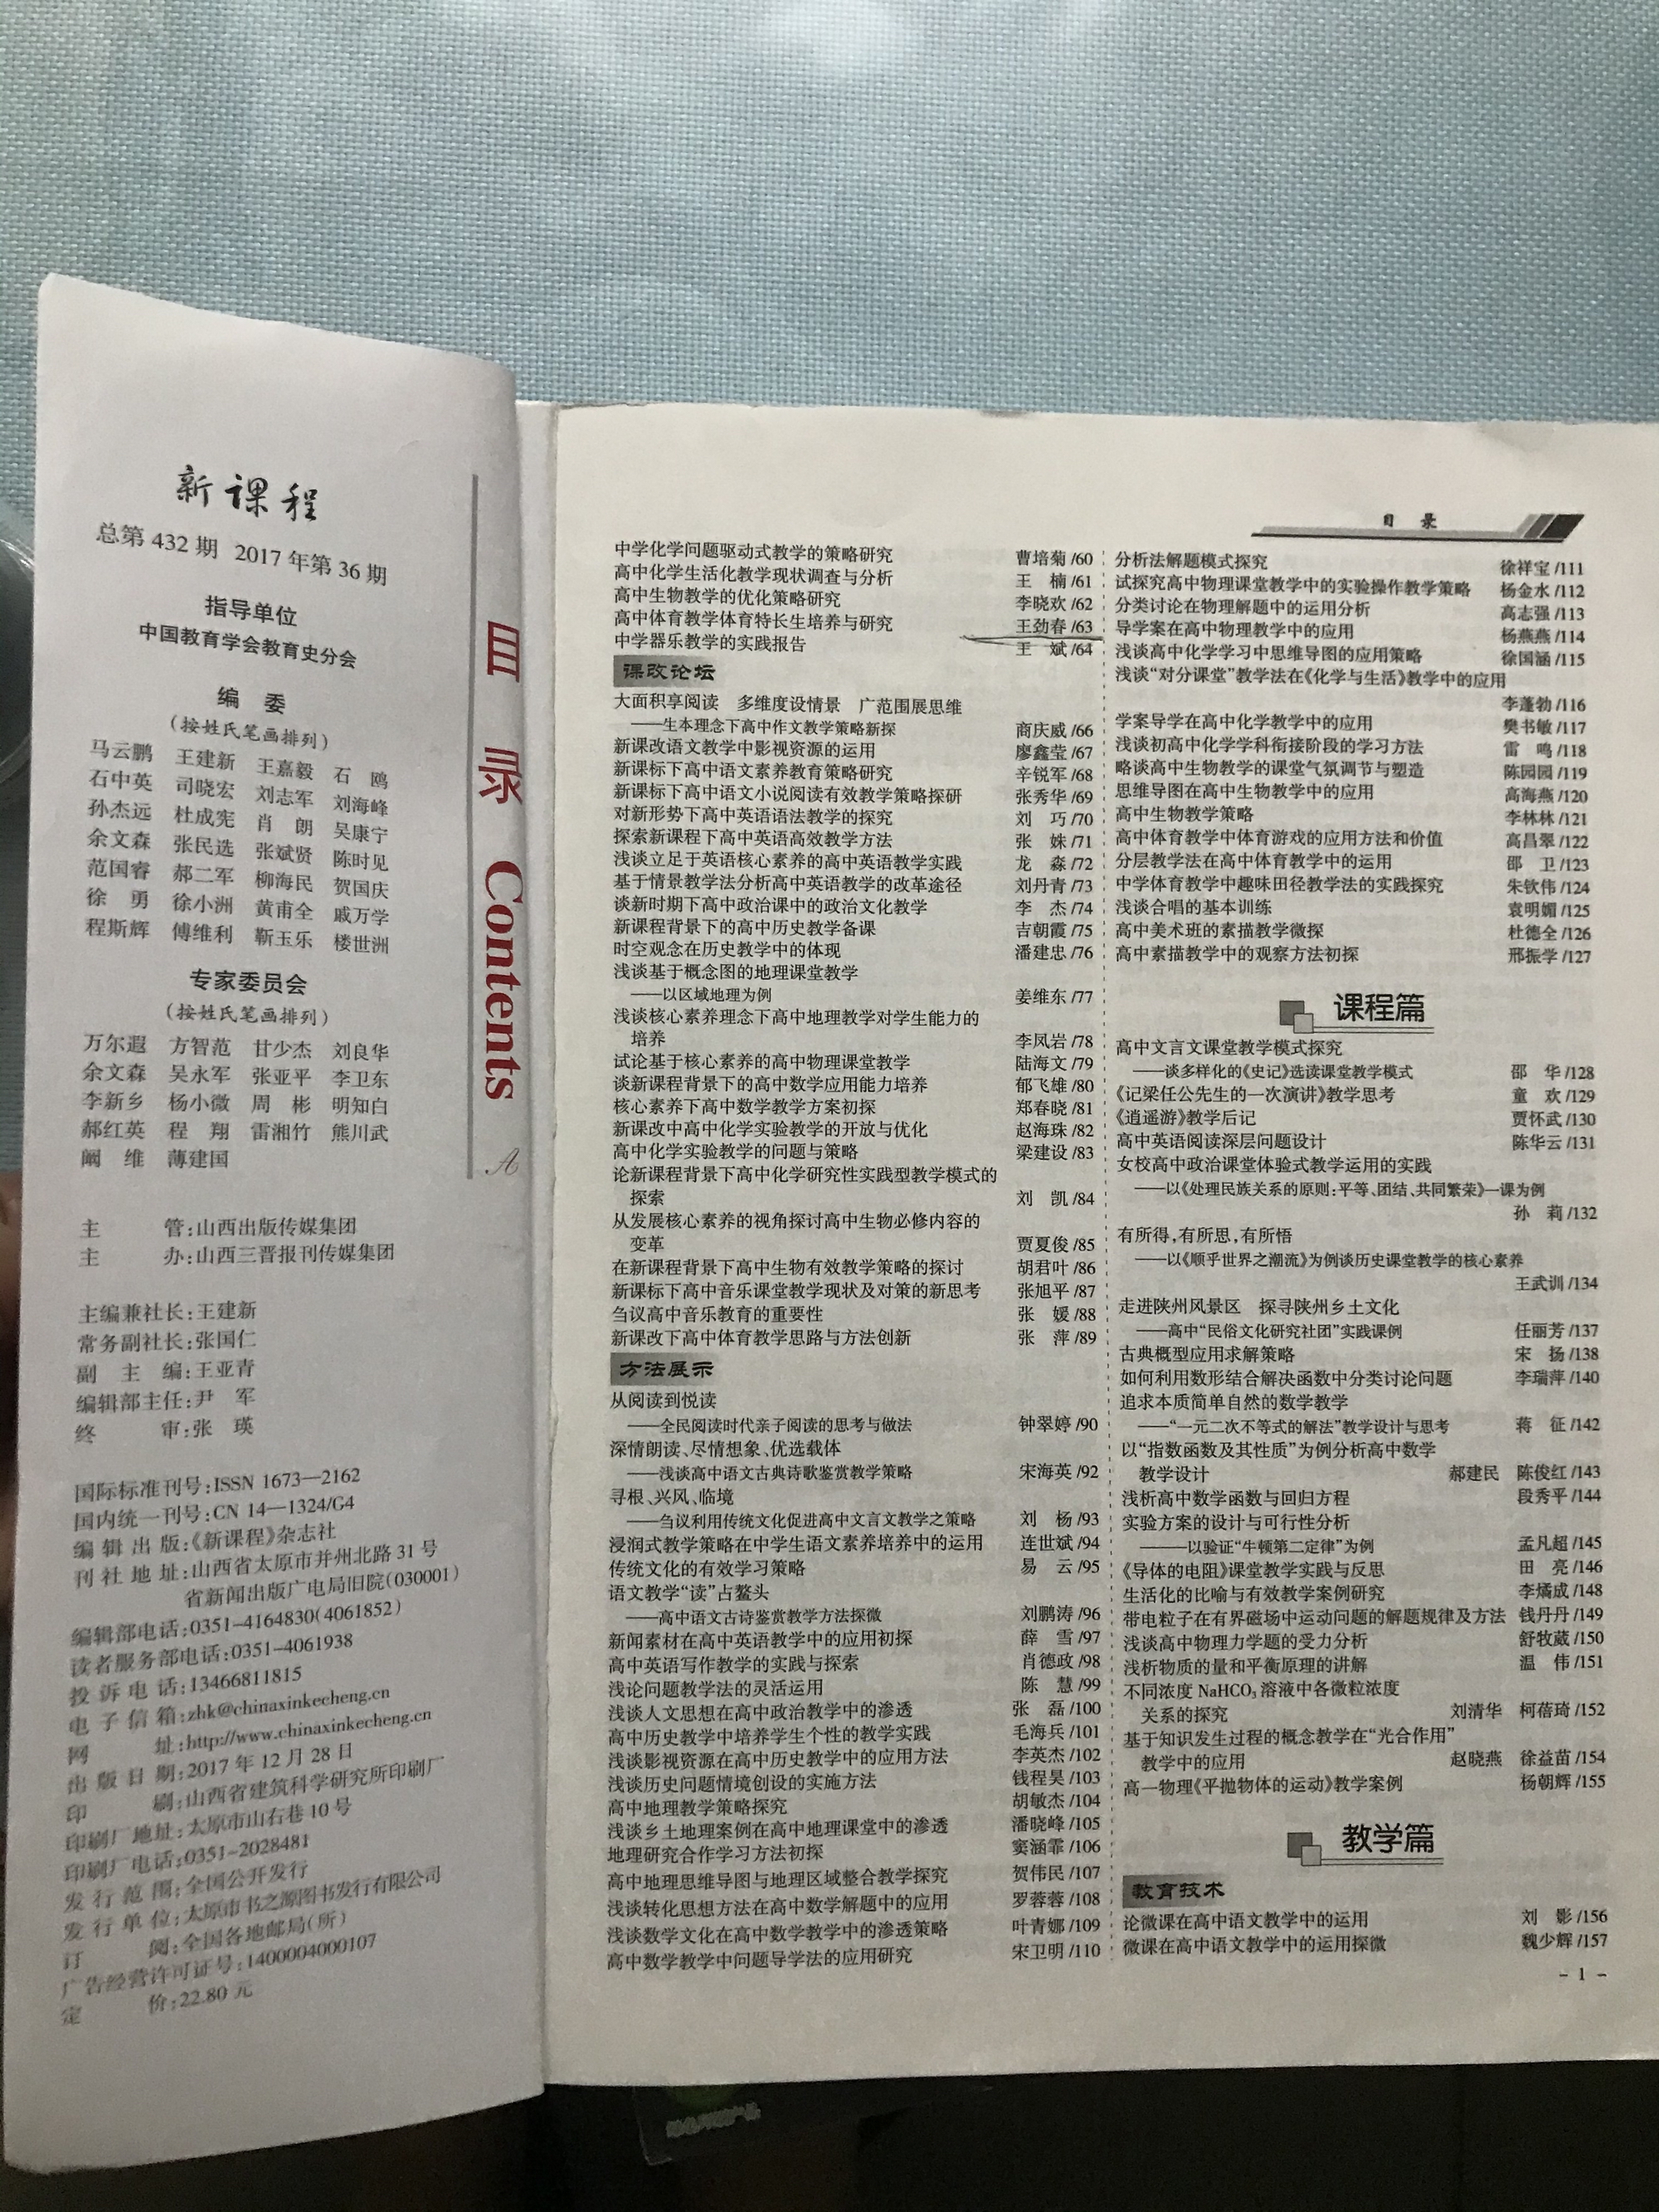 新课程
总第 432 期 2017 年第 36 期
指导单位
中国教育学会教育史分会
编 委
(按姓氏笔画排列)
马云鹏 王建新 王嘉毅 石 鸥
石中英 司晓宏 刘志军 刘海峰
孙杰远 杜成宪 肖 朗 吴康宁
余文森 张民选 张斌贤 陈时见
范国睿 郝二军 柳海民 贺国庆
徐 勇 徐小洲 黄甫全 戚万学
程斯辉 傅维利 靳玉乐 楼世洲
专家委员会
(按姓氏笔画排列)
万尔遐 方智范 甘少杰 刘良华
余文森 吴永军 张亚平 李卫东
李新乡 杨小微 周 彬 明知白
郝红英 程 翔 雷湘竹 熊川武
阚 维 薄建国
主 管:山西出版传媒集团
主 办:山西三晋报刊传媒集团
主编兼社长:王建新
常务副社长:张国仁
副 主 编:王亚青
编辑部主任:尹 军
终 审:张 瑛
国际标准刊号:ISSN 1673—2162
国内统一刊号:CN 14—1324/G4
编 辑 出 版:《新课程》杂志社
刊 社 地 址:山西省太原市并州北路 31 号
省新闻出版广电局旧院(030001)
编辑部电话:0351-4164830(4061852)
读者服务部电话:0351-4061938
投 诉 电 话:13466811815
电 子 信 箱:zhk@chinaxinkecheng.cn
网 址:http://www.chinaxinkecheng.cn
出 版 日 期:2017 年 12 月 28 日
印 刷:山西省建筑科学研究所印刷厂
印刷厂地址:太原市山右巷 10 号
印刷厂电话:0351-2028481
发 行 范 围:全国公开发行
发 行 单 位:太原市书之源图书发行有限公司
订 阅:全国各地邮局(所)
广告经营许可证号:1400004000107
定 价:22.80 元
目 录 Contents A
目 录
中学化学问题驱动式教学的策略研究 曹培菊 /60
高中化学生活化教学现状调查与分析 王 楠 /61
高中生物教学的优化策略研究 李晓欢 /62
高中体育教学体育特长生培养与研究 王劲春 /63
中学器乐教学的实践报告 王 斌 /64
课改论坛
大面积享阅读 多维度设情景 广范围展思维
——生本理念下高中作文教学策略新探 商庆威 /66
新课改语文教学中影视资源的运用 廖鑫莹 /67
新课标下高中语文素养教育策略研究 辛锐军 /68
新课标下高中语文小说阅读有效教学策略探研 张秀华 /69
对新形势下高中英语语法教学的探究 刘 巧 /70
探索新课程下高中英语高效教学方法 张 姝 /71
浅谈立足于英语核心素养的高中英语教学实践 龙 淼 /72
基于情景教学法分析高中英语教学的改革途径 刘丹青 /73
谈新时期下高中政治课中的政治文化教学 李 杰 /74
新课程背景下的高中历史教学备课 吉朝霞 /75
时空观念在历史教学中的体现 潘建忠 /76
浅谈基于概念图的地理课堂教学
——以区域地理为例 姜维东 /77
浅谈核心素养理念下高中地理教学对学生能力的
培养 李凤岩 /78
试论基于核心素养的高中物理课堂教学 陆海文 /79
谈新课程背景下的高中数学应用能力培养 郁飞雄 /80
核心素养下高中数学教学方案初探 郑春晓 /81
新课改中高中化学实验教学的开放与优化 赵海珠 /82
高中化学实验教学的问题与策略 梁建设 /83
论新课程背景下高中化学研究性实践型教学模式的
探索 刘 凯 /84
从发展核心素养的视角探讨高中生物必修内容的
变革 贾夏俊 /85
在新课程背景下高中生物有效教学策略的探讨 胡君叶 /86
新课标下高中音乐课堂教学现状及对策的新思考 张旭平 /87
刍议高中音乐教育的重要性 张 媛 /88
新课改下高中体育教学思路与方法创新 张 萍 /89
方法展示
从阅读到悦读
——全民阅读时代亲子阅读的思考与做法 钟翠婷 /90
深情朗读、尽情想象、优选载体
——浅谈高中语文古典诗歌鉴赏教学策略 宋海英 /92
寻根、兴风、临境
——刍议利用传统文化促进高中文言文教学之策略 刘 杨 /93
浸润式教学策略在中学生语文素养培养中的运用 连世斌 /94
传统文化的有效学习策略 易 云 /95
语文教学“读”占鳌头
——高中语文古诗鉴赏教学方法探微 刘鹏涛 /96
新闻素材在高中英语教学中的应用初探 薛 雪 /97
高中英语写作教学的实践与探索 肖德政 /98
浅论问题教学法的灵活运用 陈 慧 /99
浅谈人文思想在高中政治教学中的渗透 张 磊 /100
高中历史教学中培养学生个性的教学实践 毛海兵 /101
浅谈影视资源在高中历史教学中的应用方法 李英杰 /102
浅谈历史问题情境创设的实施方法 钱程昊 /103
高中地理教学策略探究 胡敏杰 /104
浅谈乡土地理案例在高中地理课堂中的渗透 潘晓峰 /105
地理研究合作学习方法初探 窦涵霏 /106
高中地理思维导图与地理区域整合教学探究 贺伟民 /107
浅谈转化思想方法在高中数学解题中的应用 罗蓉蓉 /108
浅谈数学文化在高中数学教学中的渗透策略 叶青娜 /109
高中数学教学中问题导学法的应用研究 宋卫明 /110
分析法解题模式探究 徐祥宝 /111
试探究高中物理课堂教学中的实验操作教学策略 杨金水 /112
分类讨论在物理解题中的运用分析 高志强 /113
导学案在高中物理教学中的应用 杨燕燕 /114
浅谈高中化学学习中思维导图的应用策略 徐国涵 /115
浅谈“对分课堂”教学法在《化学与生活》教学中的应用
李蓬勃 /116
学案导学在高中化学教学中的应用 樊书敏 /117
浅谈初高中化学学科衔接阶段的学习方法 雷 鸣 /118
略谈高中生物教学的课堂气氛调节与塑造 陈园园 /119
思维导图在高中生物教学中的应用 高海燕 /120
高中生物教学策略 李林林 /121
高中体育教学中体育游戏的应用方法和价值 高昌翠 /122
分层教学法在高中体育教学中的运用 邵 卫 /123
中学体育教学中趣味田径教学法的实践探究 朱钦伟 /124
浅谈合唱的基本训练 袁明媚 /125
高中美术班的素描教学微探 杜德全 /126
高中素描教学中的观察方法初探 邢振学 /127
课程篇
高中文言文课堂教学模式探究
——谈多样化的《史记》选读课堂教学模式 邵 华 /128
《记梁任公先生的一次演讲》教学思考 童 欢 /129
《逍遥游》教学后记 贾怀武 /130
高中英语阅读深层问题设计 陈华云 /131
女校高中政治课堂体验式教学运用的实践
——以《处理民族关系的原则:平等、团结、共同繁荣》一课为例
孙 莉 /132
有所得,有所思,有所悟
——以《顺乎世界之潮流》为例谈历史课堂教学的核心素养
王武训 /134
走进陕州风景区 探寻陕州乡土文化
——高中“民俗文化研究社团”实践课例 任丽芳 /137
古典概型应用求解策略 宋 扬 /138
如何利用数形结合解决函数中分类讨论问题 李瑞萍 /140
追求本质简单自然的数学教学
——“一元二次不等式的解法”教学设计与思考 蒋 征 /142
以“指数函数及其性质”为例分析高中数学
教学设计 郝建民 陈俊红 /143
浅析高中数学函数与回归方程 段秀平 /144
实验方案的设计与可行性分析
———以验证“牛顿第二定律”为例 孟凡超 /145
《导体的电阻》课堂教学实践与反思 田 亮 /146
生活化的比喻与有效教学案例研究 李燏成 /148
带电粒子在有界磁场中运动问题的解题规律及方法 钱丹丹 /149
浅谈高中物理力学题的受力分析 舒牧葳 /150
浅析物质的量和平衡原理的讲解 温 伟 /151
不同浓度 NaHCO₃ 溶液中各微粒浓度
关系的探究 刘清华 柯蓓琦 /152
基于知识发生过程的概念教学在“光合作用”
教学中的应用 赵晓燕 徐益苗 /154
高一物理《平抛物体的运动》教学案例 杨朝辉 /155
教学篇
教育技术
论微课在高中语文教学中的运用 刘 影 /156
微课在高中语文教学中的运用探微 魏少辉 /157
- 1 -